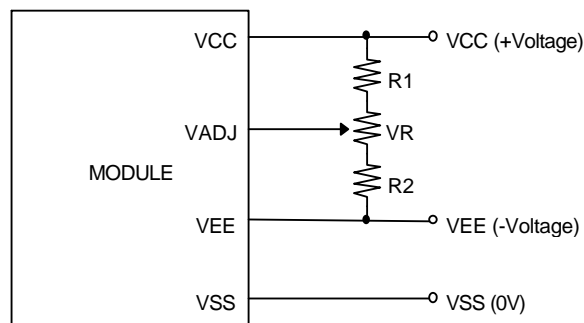 VCC
VCC (+Voltage)
R1
VADJ
VR
MODULE
R2
VEE
VEE (-Voltage)
VSS
VSS (0V)